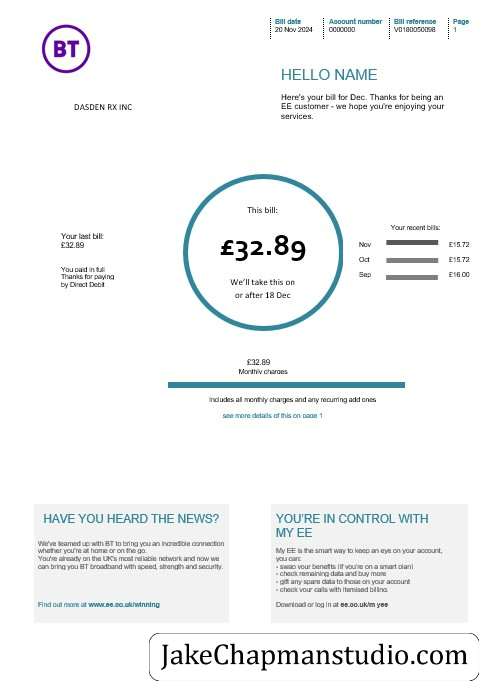 Bill date
20 Nov 2024
Account number
0000000
Bill reference
V0180050098
Page
1
BT
HELLO NAME
Here's your bill for Dec. Thanks for being an
EE customer - we hope you're enjoying your
services.
DASDEN RX INC
This bill:
£32.89
We'll take this on
or after 18 Dec
Your last bill:
£32.89
You paid in full
Thanks for paying
by Direct Debit
Your recent bills:
Nov £15.72
Oct £15.72
Sep £16.00
£32.89
Monthly charges
Includes all monthly charges and any recurring add ones
see more details of this on page 1
HAVE YOU HEARD THE NEWS?
We've teamed up with BT to bring you an incredible connection
whether you're at home or on the go.
You're already on the UK's most reliable network and now we
can bring you BT broadband with speed, strength and security.
Find out more at www.ee.co.uk/winning
YOU'RE IN CONTROL WITH
MY EE
My EE is the smart way to keep an eye on your account,
you can:
- swap your benefits (if you're on a smart plan)
- check remaining data and buy more
- gift any spare data to those on your account
- check your calls with itemised billing.
Download or log in at ee.co.uk/m yee
JakeChapmanstudio.com